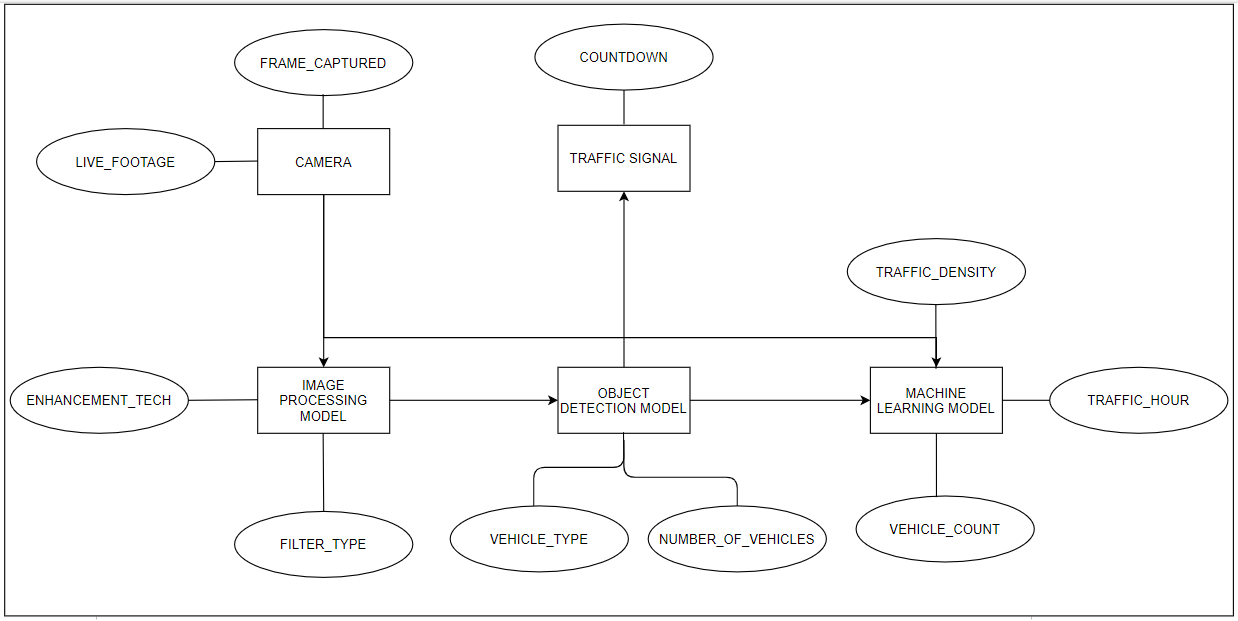 FRAME_CAPTURED
COUNTDOWN
LIVE_FOOTAGE
CAMERA
TRAFFIC SIGNAL
TRAFFIC_DENSITY
ENHANCEMENT_TECH
IMAGE
PROCESSING
MODEL
OBJECT
DETECTION MODEL
MACHINE
LEARNING MODEL
TRAFFIC_HOUR
FILTER_TYPE
VEHICLE_TYPE
NUMBER_OF_VEHICLES
VEHICLE_COUNT